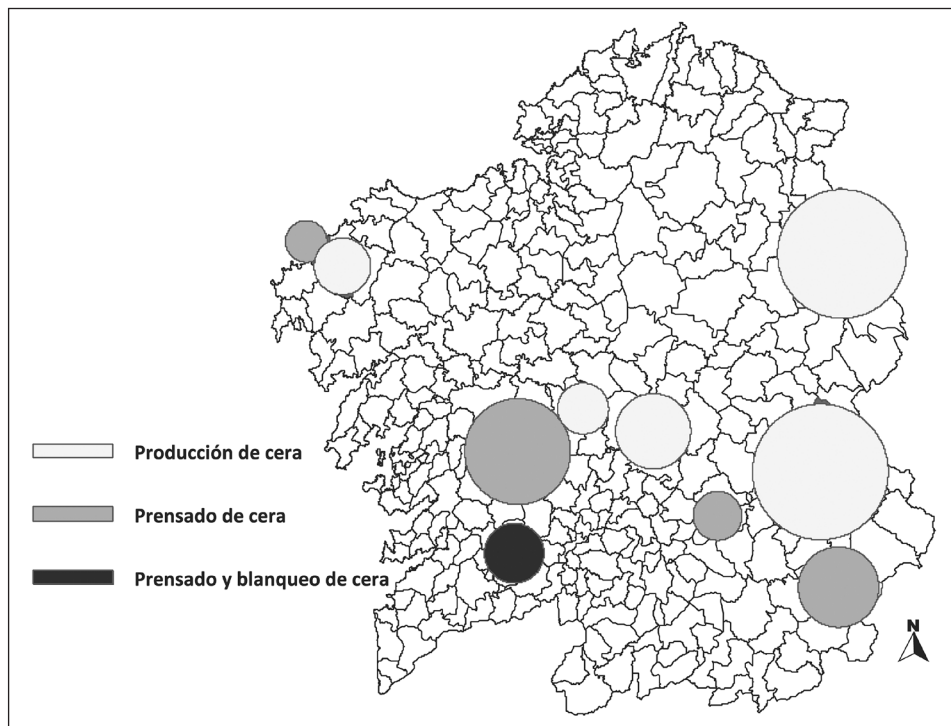 Producción de cera
Prensado de cera
Prensado y blanqueo de cera
N